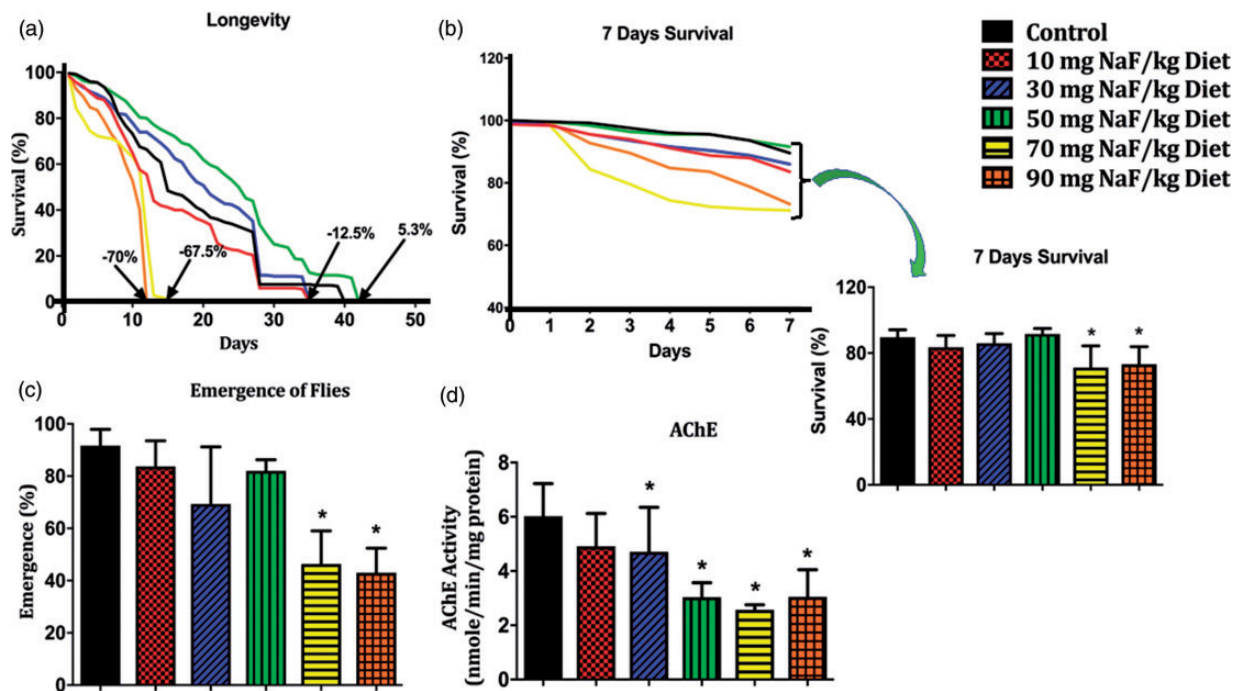 (a)
Longevity
Survival (%)
100
80
60
40
20
0
-70%
-67.5%
-12.5%
5.3%
0 10 20 30 40 50
Days
(b)
7 Days Survival
Survival (%)
120
100
80
60
40
0 1 2 3 4 5 6 7
Days
Control
10 mg NaF/kg Diet
30 mg NaF/kg Diet
50 mg NaF/kg Diet
70 mg NaF/kg Diet
90 mg NaF/kg Diet
7 Days Survival
Survival (%)
120
80
40
0
* *
(c)
Emergence of Flies
Emergence (%)
100
80
60
40
20
0
* *
(d)
AChE
AChE Activity
(nmole/min/mg protein)
8
6
4
2
0
* * * *